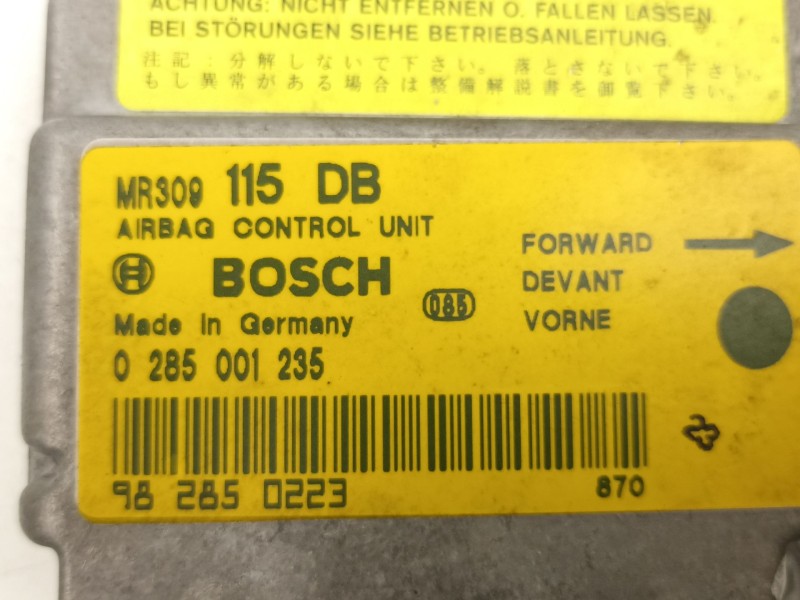 ACHTUNG: NICHT ENTFERNEN O. FALLEN LASSEN.
BEI STÖRUNGEN SIEHE BETRIEBSANLEITUNG.
注記:分解しないで下さい。落とさないで下さい。
もし異常がある場合は整備解説書を御覧下さい。
MR309 115 DB
AIRBAG CONTROL UNIT
BOSCH
085
Made in Germany
0 285 001 235
FORWARD
DEVANT
VORNE
98 285 0223
870